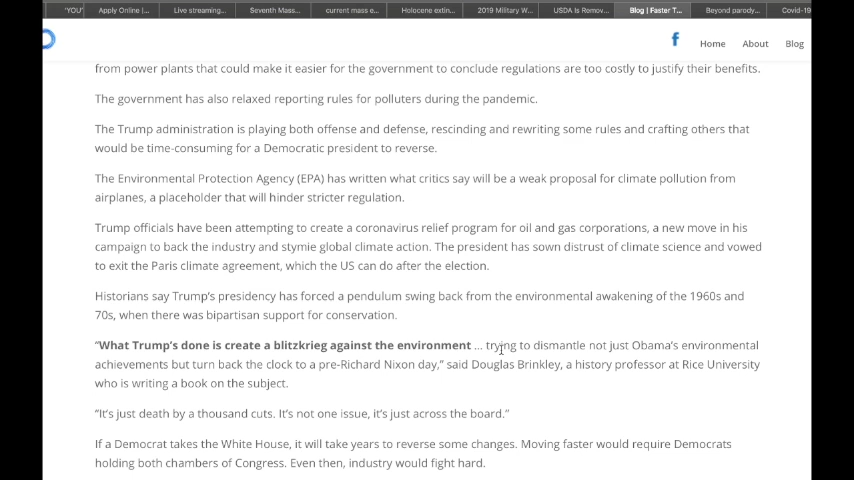 "YOU"
Apply Online |...
Live streaming...
Seventh Mass...
current mass e...
Holocene extin...
2019 Military W...
USDA Is Remov...
Blog | Faster T...
Beyond parody...
Covid-19
Home
About
Blog
from power plants that could make it easier for the government to conclude regulations are too costly to justify their benefits.
The government has also relaxed reporting rules for polluters during the pandemic.
The Trump administration is playing both offense and defense, rescinding and rewriting some rules and crafting others that
would be time-consuming for a Democratic president to reverse.
The Environmental Protection Agency (EPA) has written what critics say will be a weak proposal for climate pollution from
airplanes, a placeholder that will hinder stricter regulation.
Trump officials have been attempting to create a coronavirus relief program for oil and gas corporations, a new move in his
campaign to back the industry and stymie global climate action. The president has sown distrust of climate science and vowed
to exit the Paris climate agreement, which the US can do after the election.
Historians say Trump's presidency has forced a pendulum swing back from the environmental awakening of the 1960s and
70s, when there was bipartisan support for conservation.
"What Trump's done is create a blitzkrieg against the environment ... trying to dismantle not just Obama's environmental
achievements but turn back the clock to a pre-Richard Nixon day," said Douglas Brinkley, a history professor at Rice University
who is writing a book on the subject.
"It's just death by a thousand cuts. It's not one issue, it's just across the board."
If a Democrat takes the White House, it will take years to reverse some changes. Moving faster would require Democrats
holding both chambers of Congress. Even then, industry would fight hard.